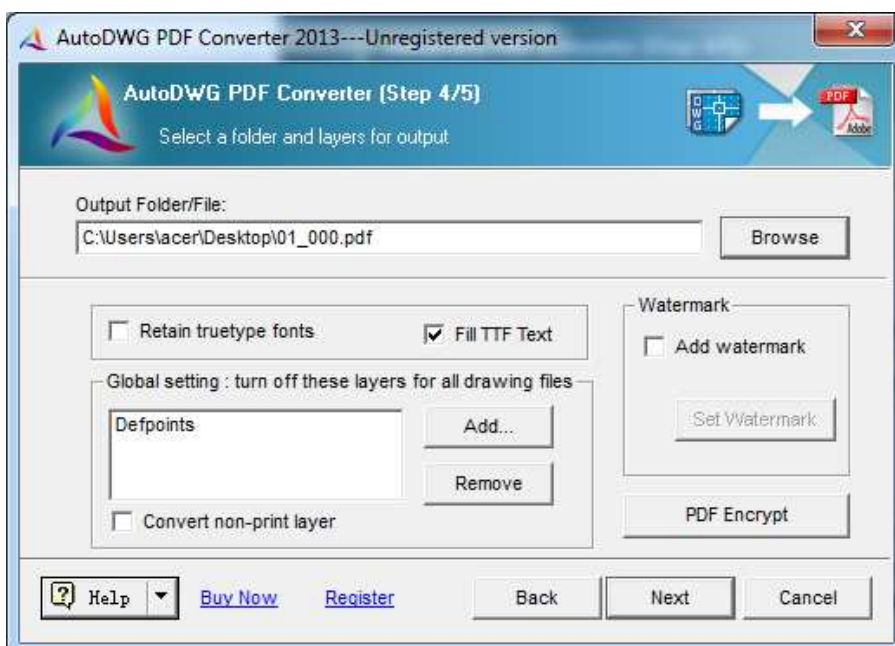 AutoDWG PDF Converter 2013---Unregistered version
AutoDWG PDF Converter (Step 4/5)
Select a folder and layers for output
DWG
PDF
Adobe
Output Folder/File:
C:\Users\acer\Desktop\01_000.pdf
Browse
Retain truetype fonts
Fill TTF Text
Watermark
Add watermark
Set Watermark
Global setting : turn off these layers for all drawing files
Defpoints
Add...
Remove
Convert non-print layer
PDF Encrypt
Help
Buy Now
Register
Back
Next
Cancel